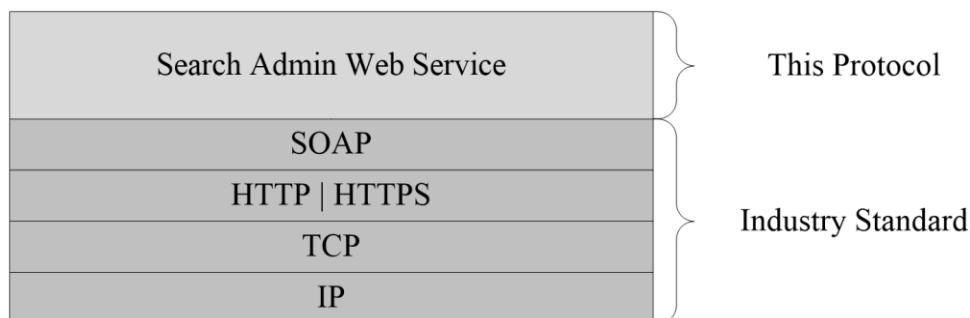 Search Admin Web Service
This Protocol
SOAP
HTTP | HTTPS
TCP
Industry Standard
IP